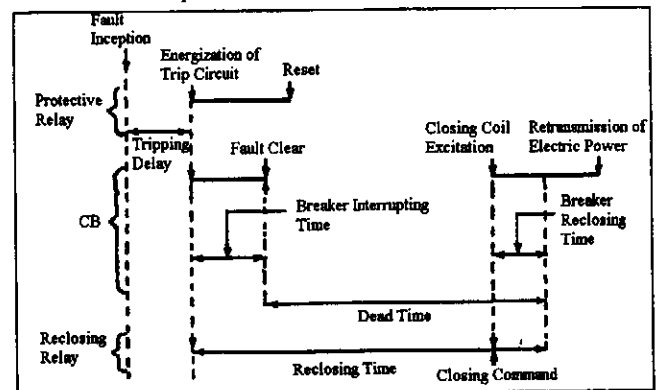 Fault
Inception
Energization of
Trip Circuit
Reset
Protective
Relay
Tripping
Delay
Fault Clear
Closing Coil
Excitation
Retransmission of
Electric Power
CB
Breaker Interrupting
Time
Breaker
Reclosing
Time
Dead Time
Reclosing
Relay
Reclosing Time
Closing Command